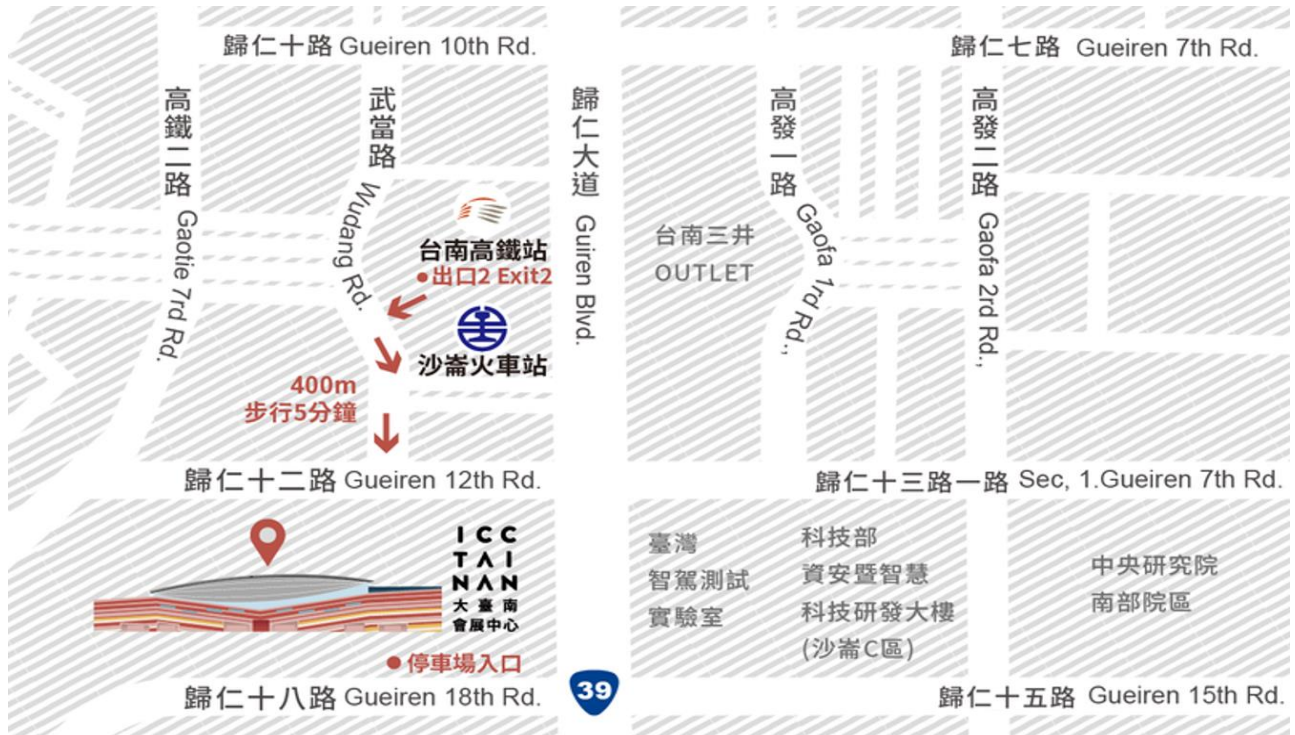 歸仁十路 Gueiren 10th Rd.
歸仁七路 Gueiren 7th Rd.
高鐵二路 Gaotie 7rd Rd.
武當路 Wudang Rd.
歸仁大道 Guiren Blvd.
高發一路 Gaofa 1rd Rd.,
高發二路 Gaofa 2rd Rd.,
台南高鐵站
出口2 Exit2
沙崙火車站
台南三井
OUTLET
400m
步行5分鐘
歸仁十二路 Gueiren 12th Rd.
歸仁十三路一路 Sec, 1.Gueiren 7th Rd.
I C C
T A I
N A N
大臺南
會展中心
停車場入口
臺灣
智駕測試
實驗室
科技部
資安暨智慧
科技研發大樓
(沙崙C區)
中央研究院
南部院區
歸仁十八路 Gueiren 18th Rd.
39
歸仁十五路 Gueiren 15th Rd.